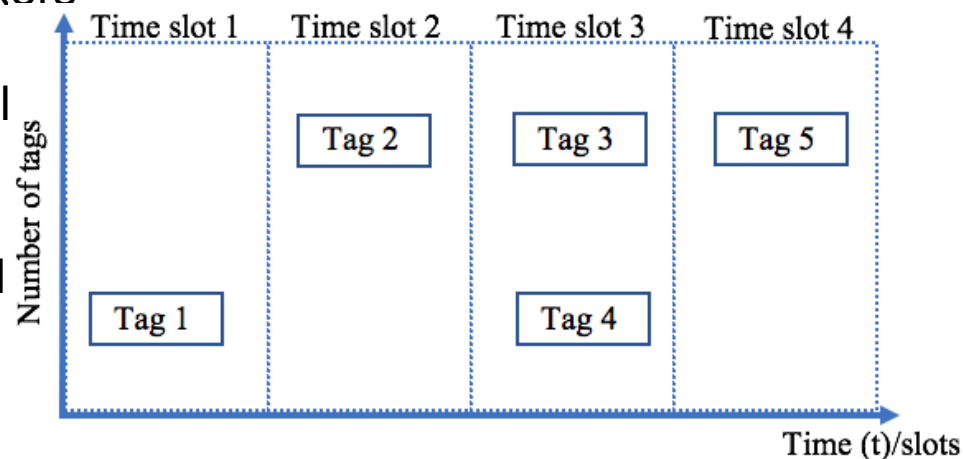 Time slot 1 Time slot 2 Time slot 3 Time slot 4
Number of tags
Tag 2 Tag 3 Tag 5
Tag 1 Tag 4
Time (t)/slots